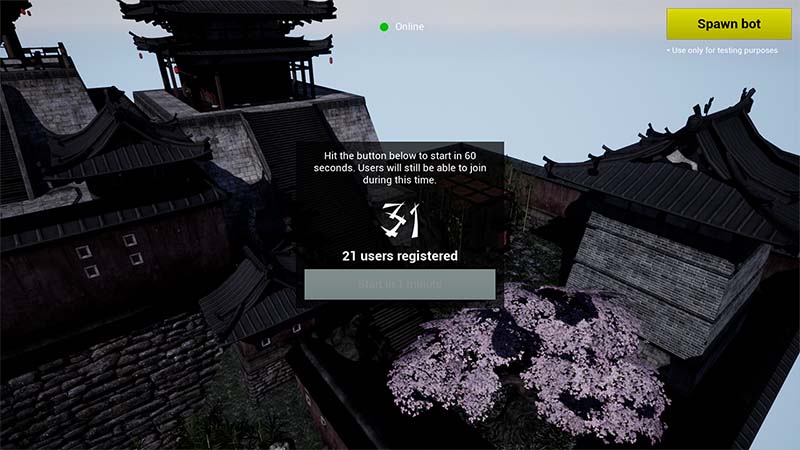 Online
Spawn bot
• Use only for testing purposes
Hit the button below to start in 60
seconds. Users will still be able to join
during this time.
31
21 users registered
Start in 1 minute